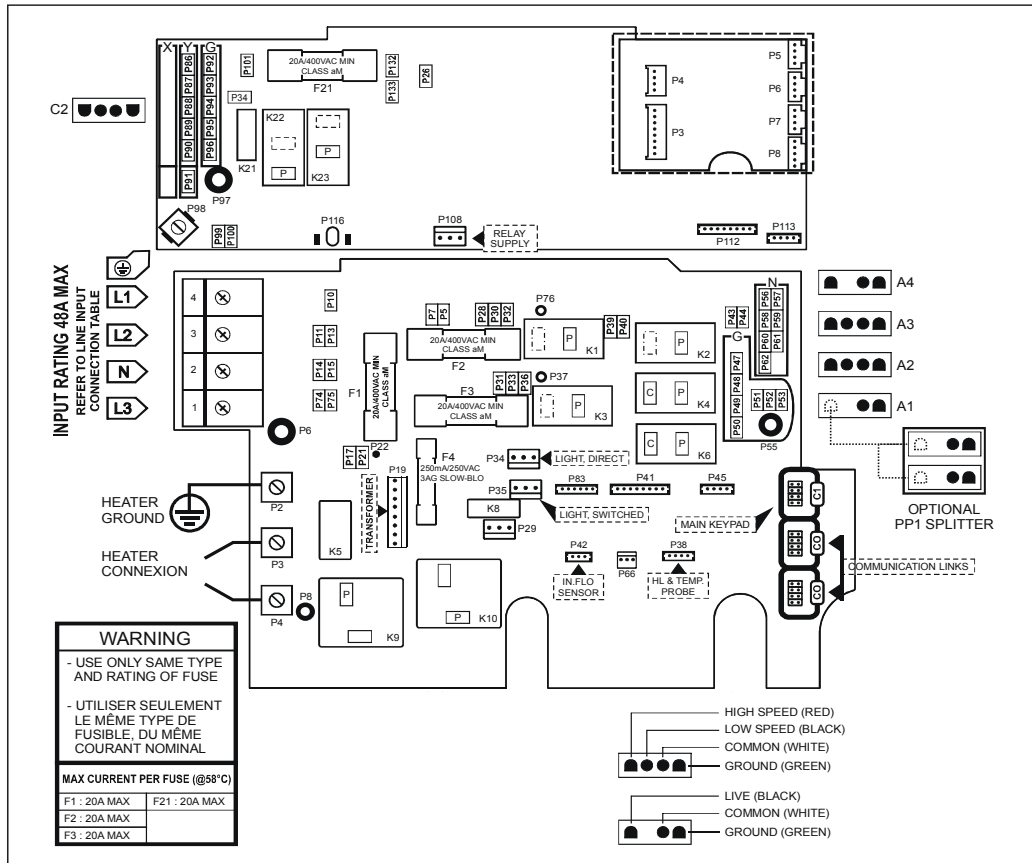 X Y G
P86 P87 P88 P89 P90 P91
P92 P93 P94 P95 P96
P101
20A/400VAC MIN
CLASS aM
F21
P132
P133
P26
P34
K21
K22
P
K23
P
P97
P98
P99
P100
P116
P108
RELAY
SUPPLY
P112
P113
P4
P3
P5
P6
P7
P8
C2
INPUT RATING 48A MAX
REFER TO LINE INPUT
CONNECTION TABLE
L1
L2
N
L3
4
3
2
1
P10
P11
P13
P14
P15
P74
P75
F1
20A/400VAC MIN
CLASS aM
P7
P5
P28
P30
P32
20A/400VAC MIN
CLASS aM
F2
P31
P33
P36
F3
20A/400VAC MIN
CLASS aM
P76
P
K1
P39
P40
P37
P
K3
P
K2
C P
K4
C P
K6
P43
P44
N
P56 P57
P58 P59
P60 P61
P62
G
P47
P48
P49
P50
P51
P52
P53
P55
P6
P17
P21
P22
P19
TRANSFORMER
F4
250mA/250VAC
3AG SLOW-BLO
P34
LIGHT, DIRECT
P35
LIGHT, SWITCHED
K8
P29
P83
P41
P45
MAIN KEYPAD
C1
CO
CO
COMMUNICATION LINKS
P42
IN.FLO
SENSOR
P66
P38
HL & TEMP.
PROBE
HEATER
GROUND
P2
HEATER
CONNEXION
P3
P4
P8
K5
P
K9
P
K10
A4
A3
A2
A1
OPTIONAL
PP1 SPLITTER
WARNING
- USE ONLY SAME TYPE
AND RATING OF FUSE
- UTILISER SEULEMENT
LE MÊME TYPE DE
FUSIBLE, DU MÊME
COURANT NOMINAL
MAX CURRENT PER FUSE (@58°C)
F1 : 20A MAX F21 : 20A MAX
F2 : 20A MAX
F3 : 20A MAX
HIGH SPEED (RED)
LOW SPEED (BLACK)
COMMON (WHITE)
GROUND (GREEN)
LIVE (BLACK)
COMMON (WHITE)
GROUND (GREEN)